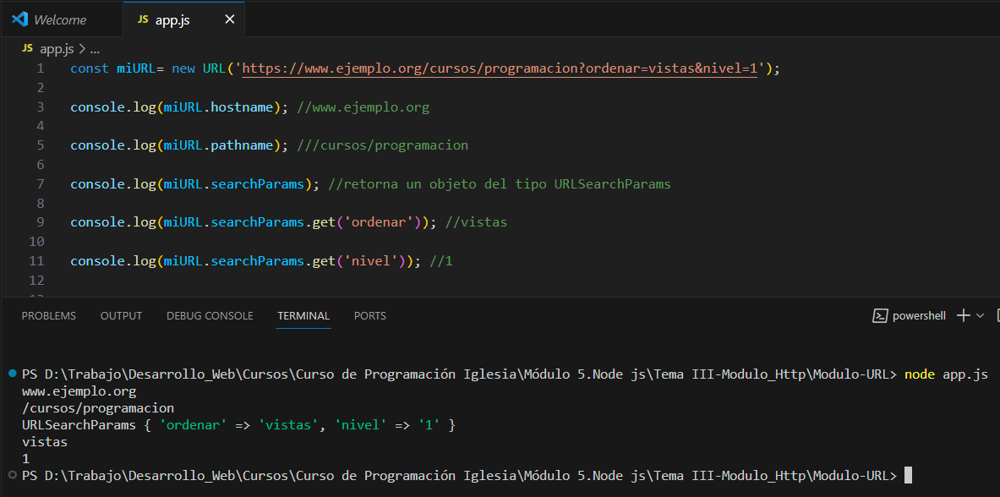 Welcome
JS app.js ×
JS app.js > ...
1 const miURL= new URL('https://www.ejemplo.org/cursos/programacion?ordenar=vistas&nivel=1');
2
3 console.log(miURL.hostname); //www.ejemplo.org
4
5 console.log(miURL.pathname); ///cursos/programacion
6
7 console.log(miURL.searchParams); //retorna un objeto del tipo URLSearchParams
8
9 console.log(miURL.searchParams.get('ordenar')); //vistas
10
11 console.log(miURL.searchParams.get('nivel')); //1
12
PROBLEMS OUTPUT DEBUG CONSOLE TERMINAL PORTS powershell
PS D:\Trabajo\Desarrollo_Web\Cursos\Curso de Programación Iglesia\Módulo 5.Node js\Tema III-Modulo_Http\Modulo-URL> node app.js
www.ejemplo.org
/cursos/programacion
URLSearchParams { 'ordenar' => 'vistas', 'nivel' => '1' }
vistas
1
PS D:\Trabajo\Desarrollo_Web\Cursos\Curso de Programación Iglesia\Módulo 5.Node js\Tema III-Modulo_Http\Modulo-URL>